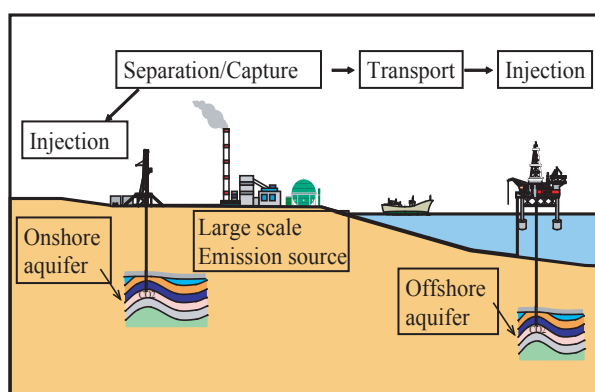 Separation/Capture
Transport
Injection
Injection
Large scale
Emission source
Onshore
aquifer
Offshore
aquifer